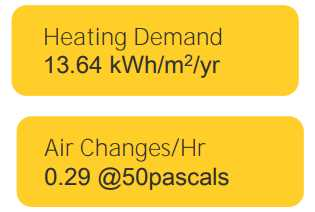 Heating Demand
13.64 kWh/m²/yr
Air Changes/Hr
0.29 @50pascals